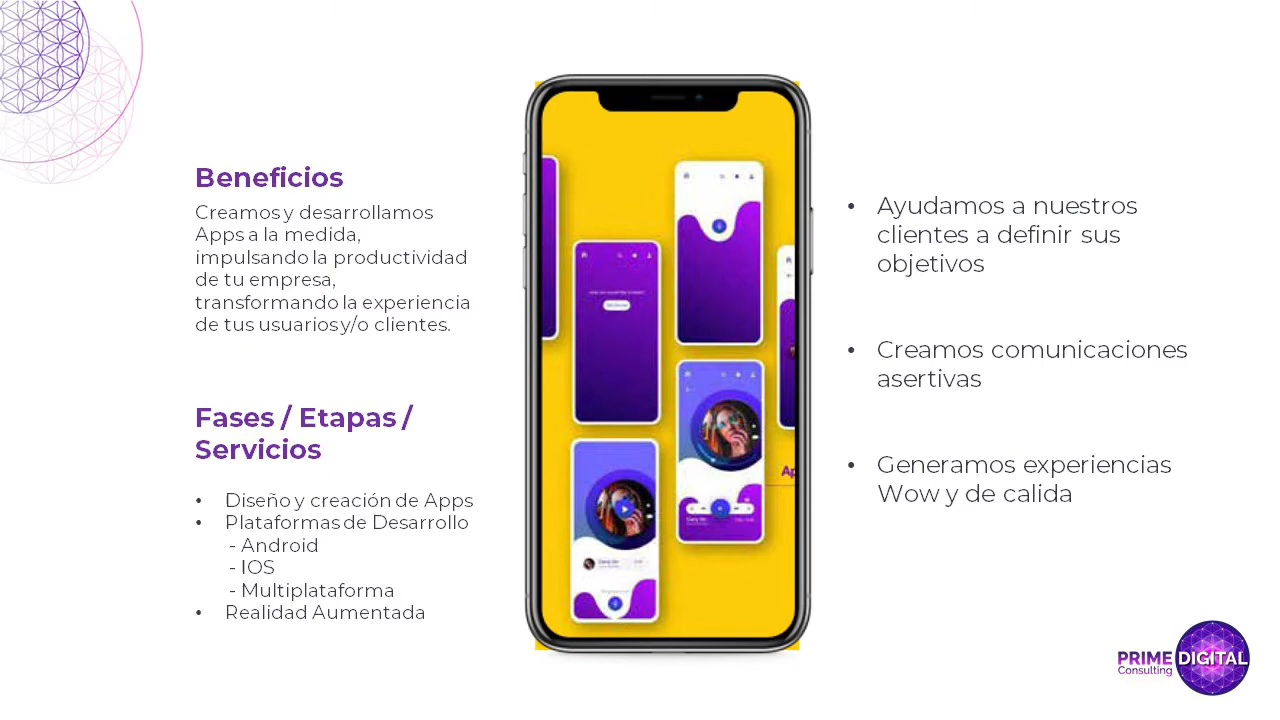 Beneficios
Creamos y desarrollamos
Apps a la medida,
impulsando la productividad
de tu empresa,
transformando la experiencia
de tus usuarios y/o clientes.
Fases / Etapas /
Servicios
• Diseño y creación de Apps
• Plataformas de Desarrollo
- Android
- IOS
- Multiplataforma
• Realidad Aumentada
Ap
• Ayudamos a nuestros
clientes a definir sus
objetivos
• Creamos comunicaciones
asertivas
• Generamos experiencias
Wow y de calida
PRIME DIGITAL
Consulting